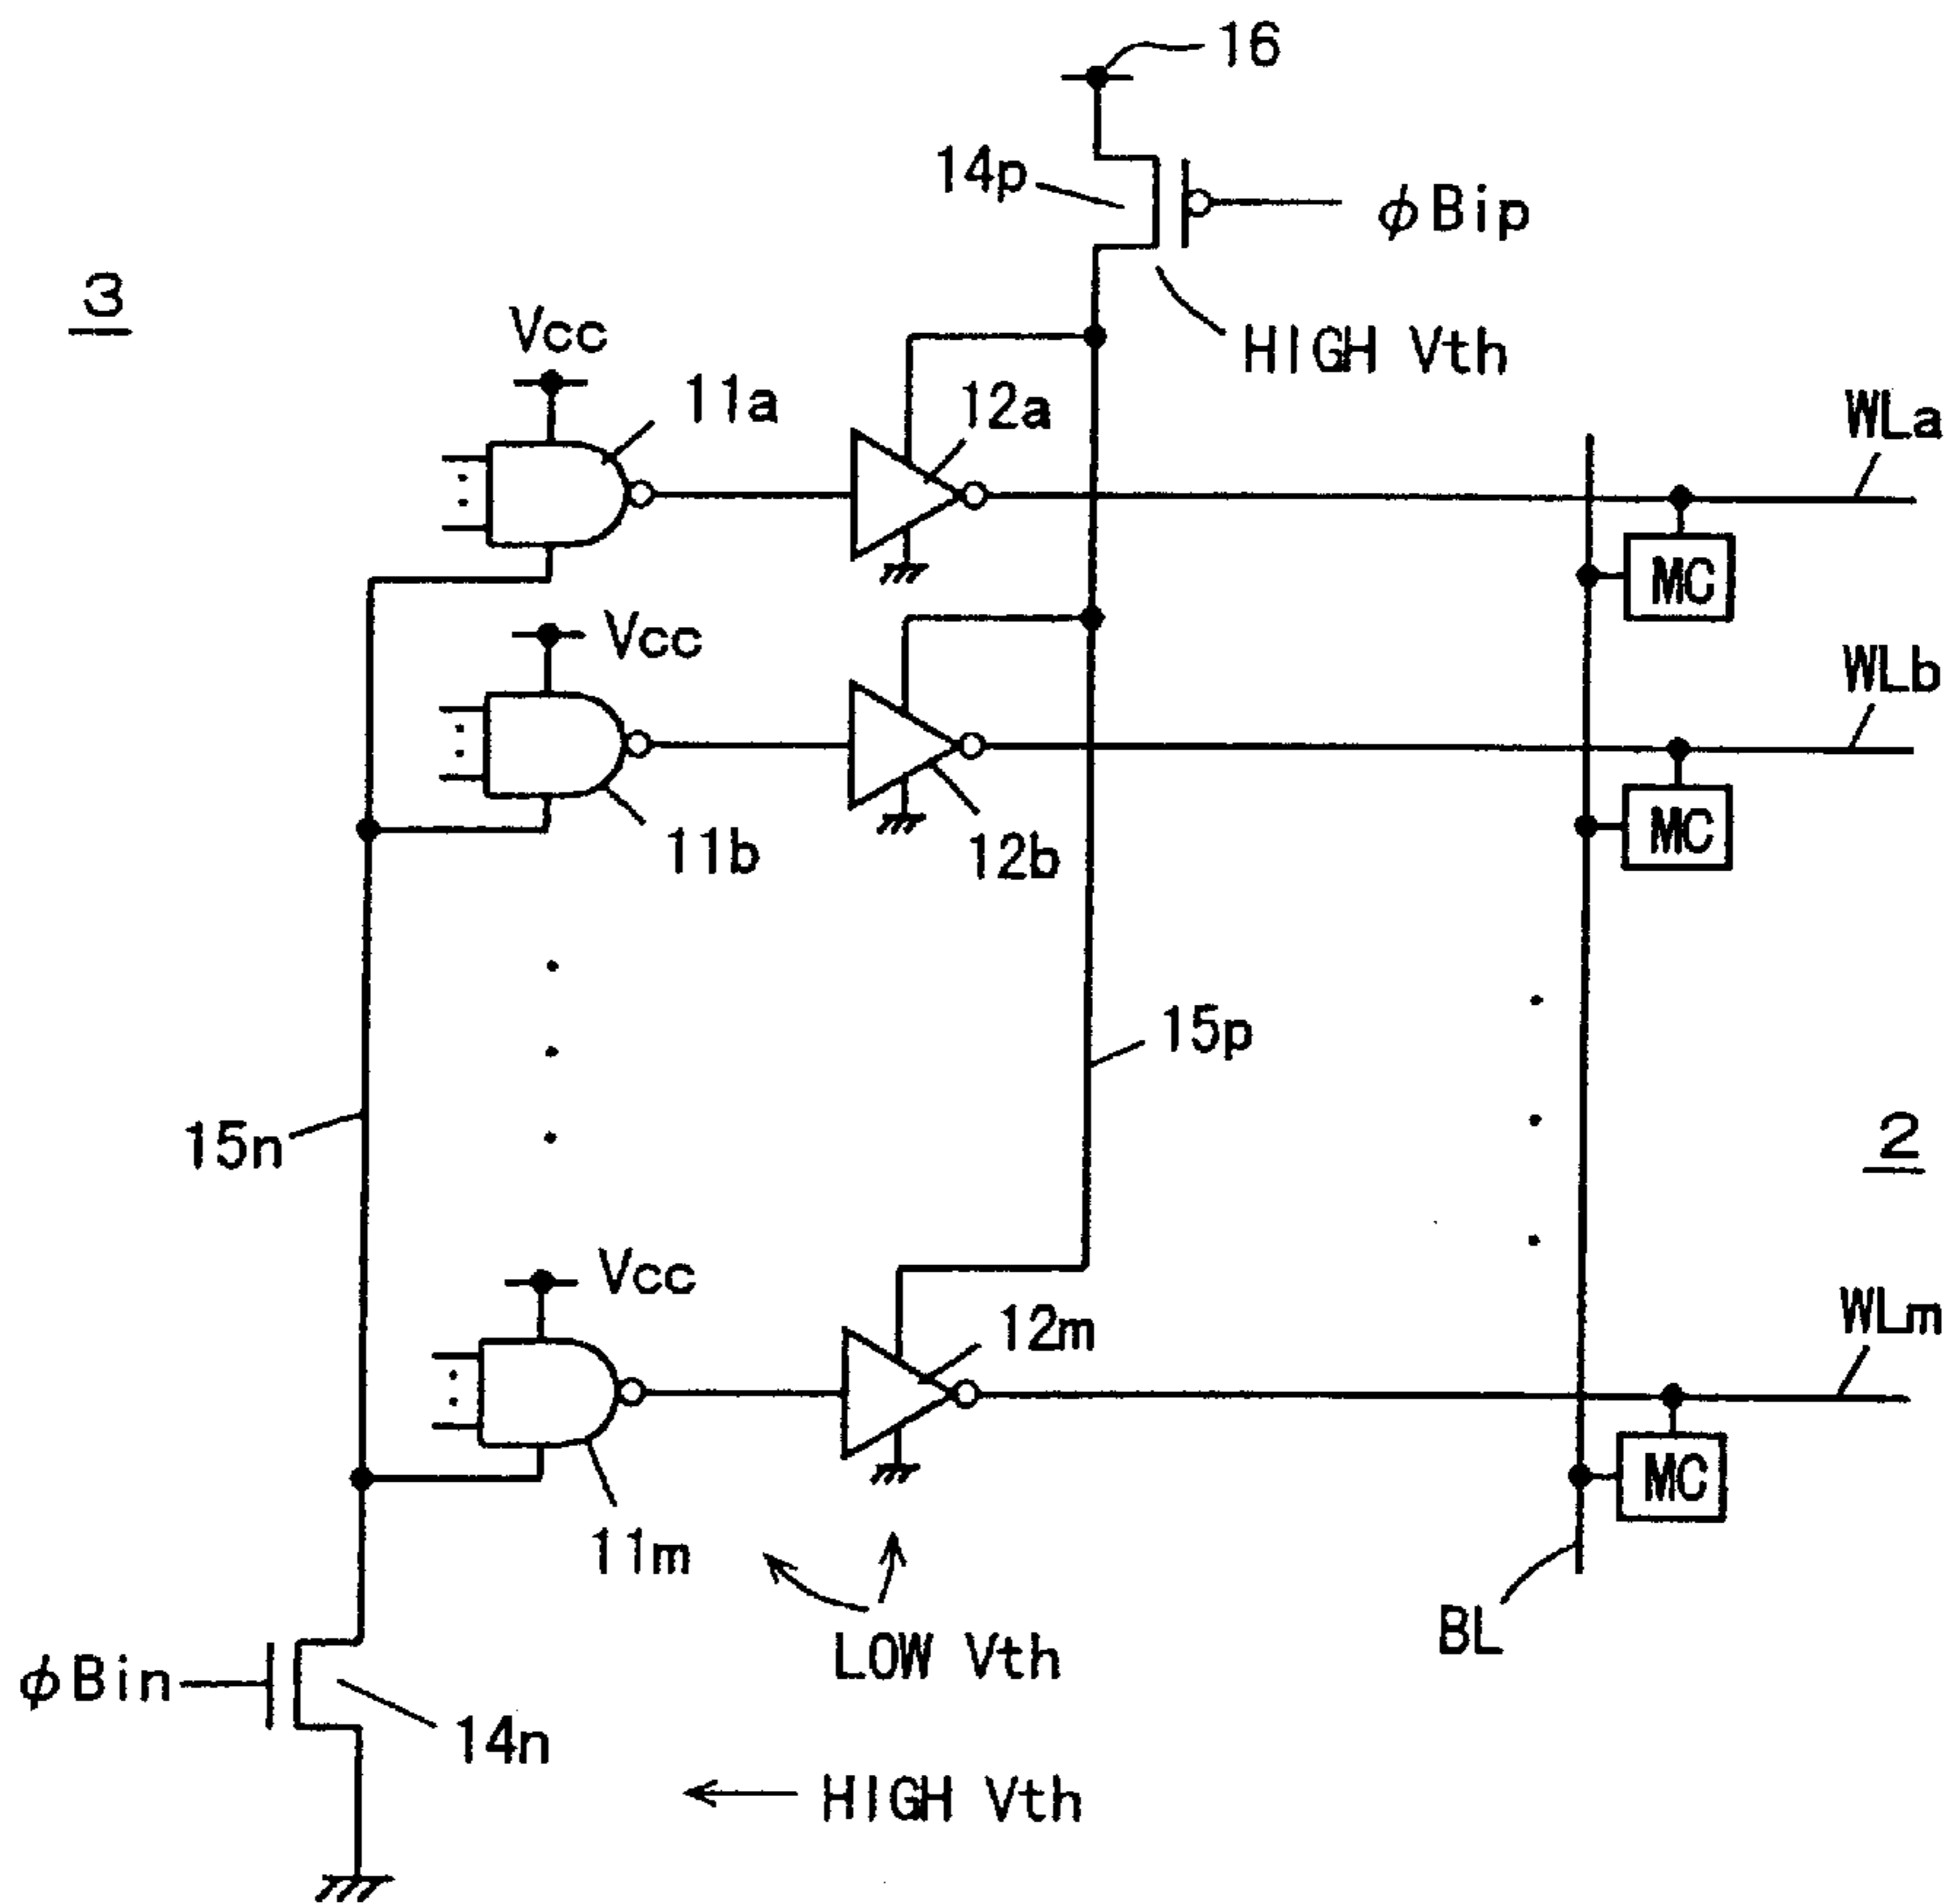 16
14p
φBip
3
HIGH Vth
Vcc
11a
12a
WLa
MC
Vcc
WLb
11b
12b
MC
15p
15n
2
Vcc
12m
WLm
MC
11m
LOW Vth
BL
φBin
14n
HIGH Vth